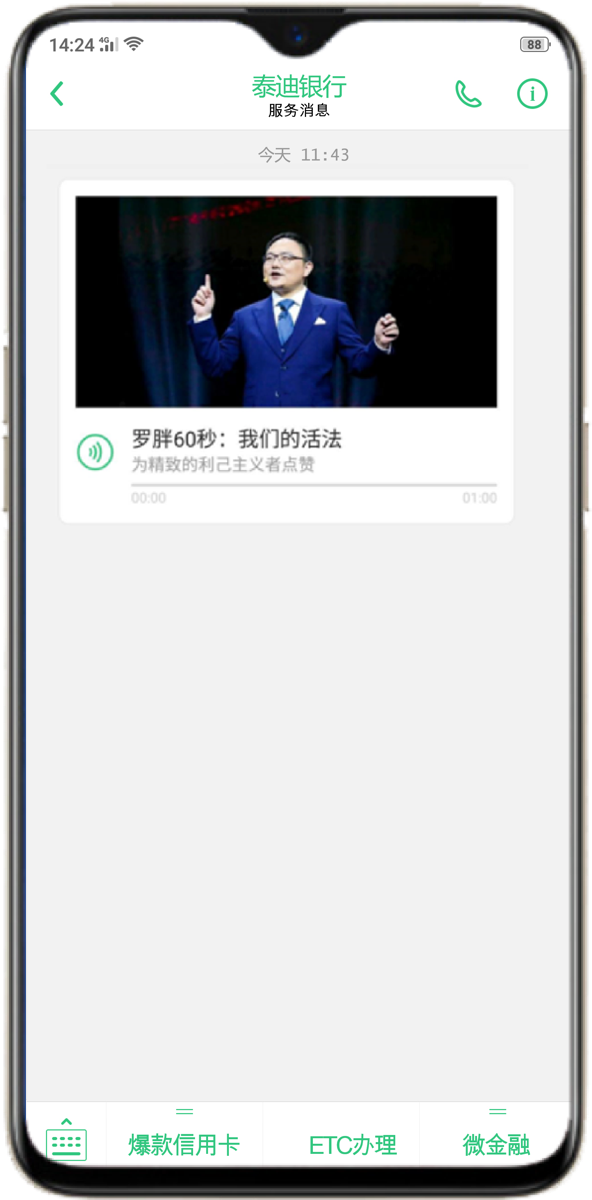 14:24 4G 88
泰迪银行
服务消息
今天 11:43
罗胖60秒：我们的活法
为精致的利己主义者点赞
00:00 01:00
爆款信用卡 ETC办理 微金融